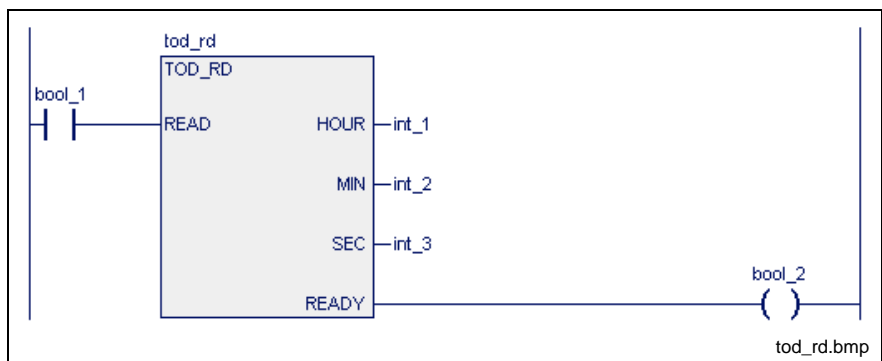 tod_rd
TOD_RD
bool_1
READ HOUR int_1
MIN int_2
SEC int_3
bool_2
READY
tod_rd.bmp